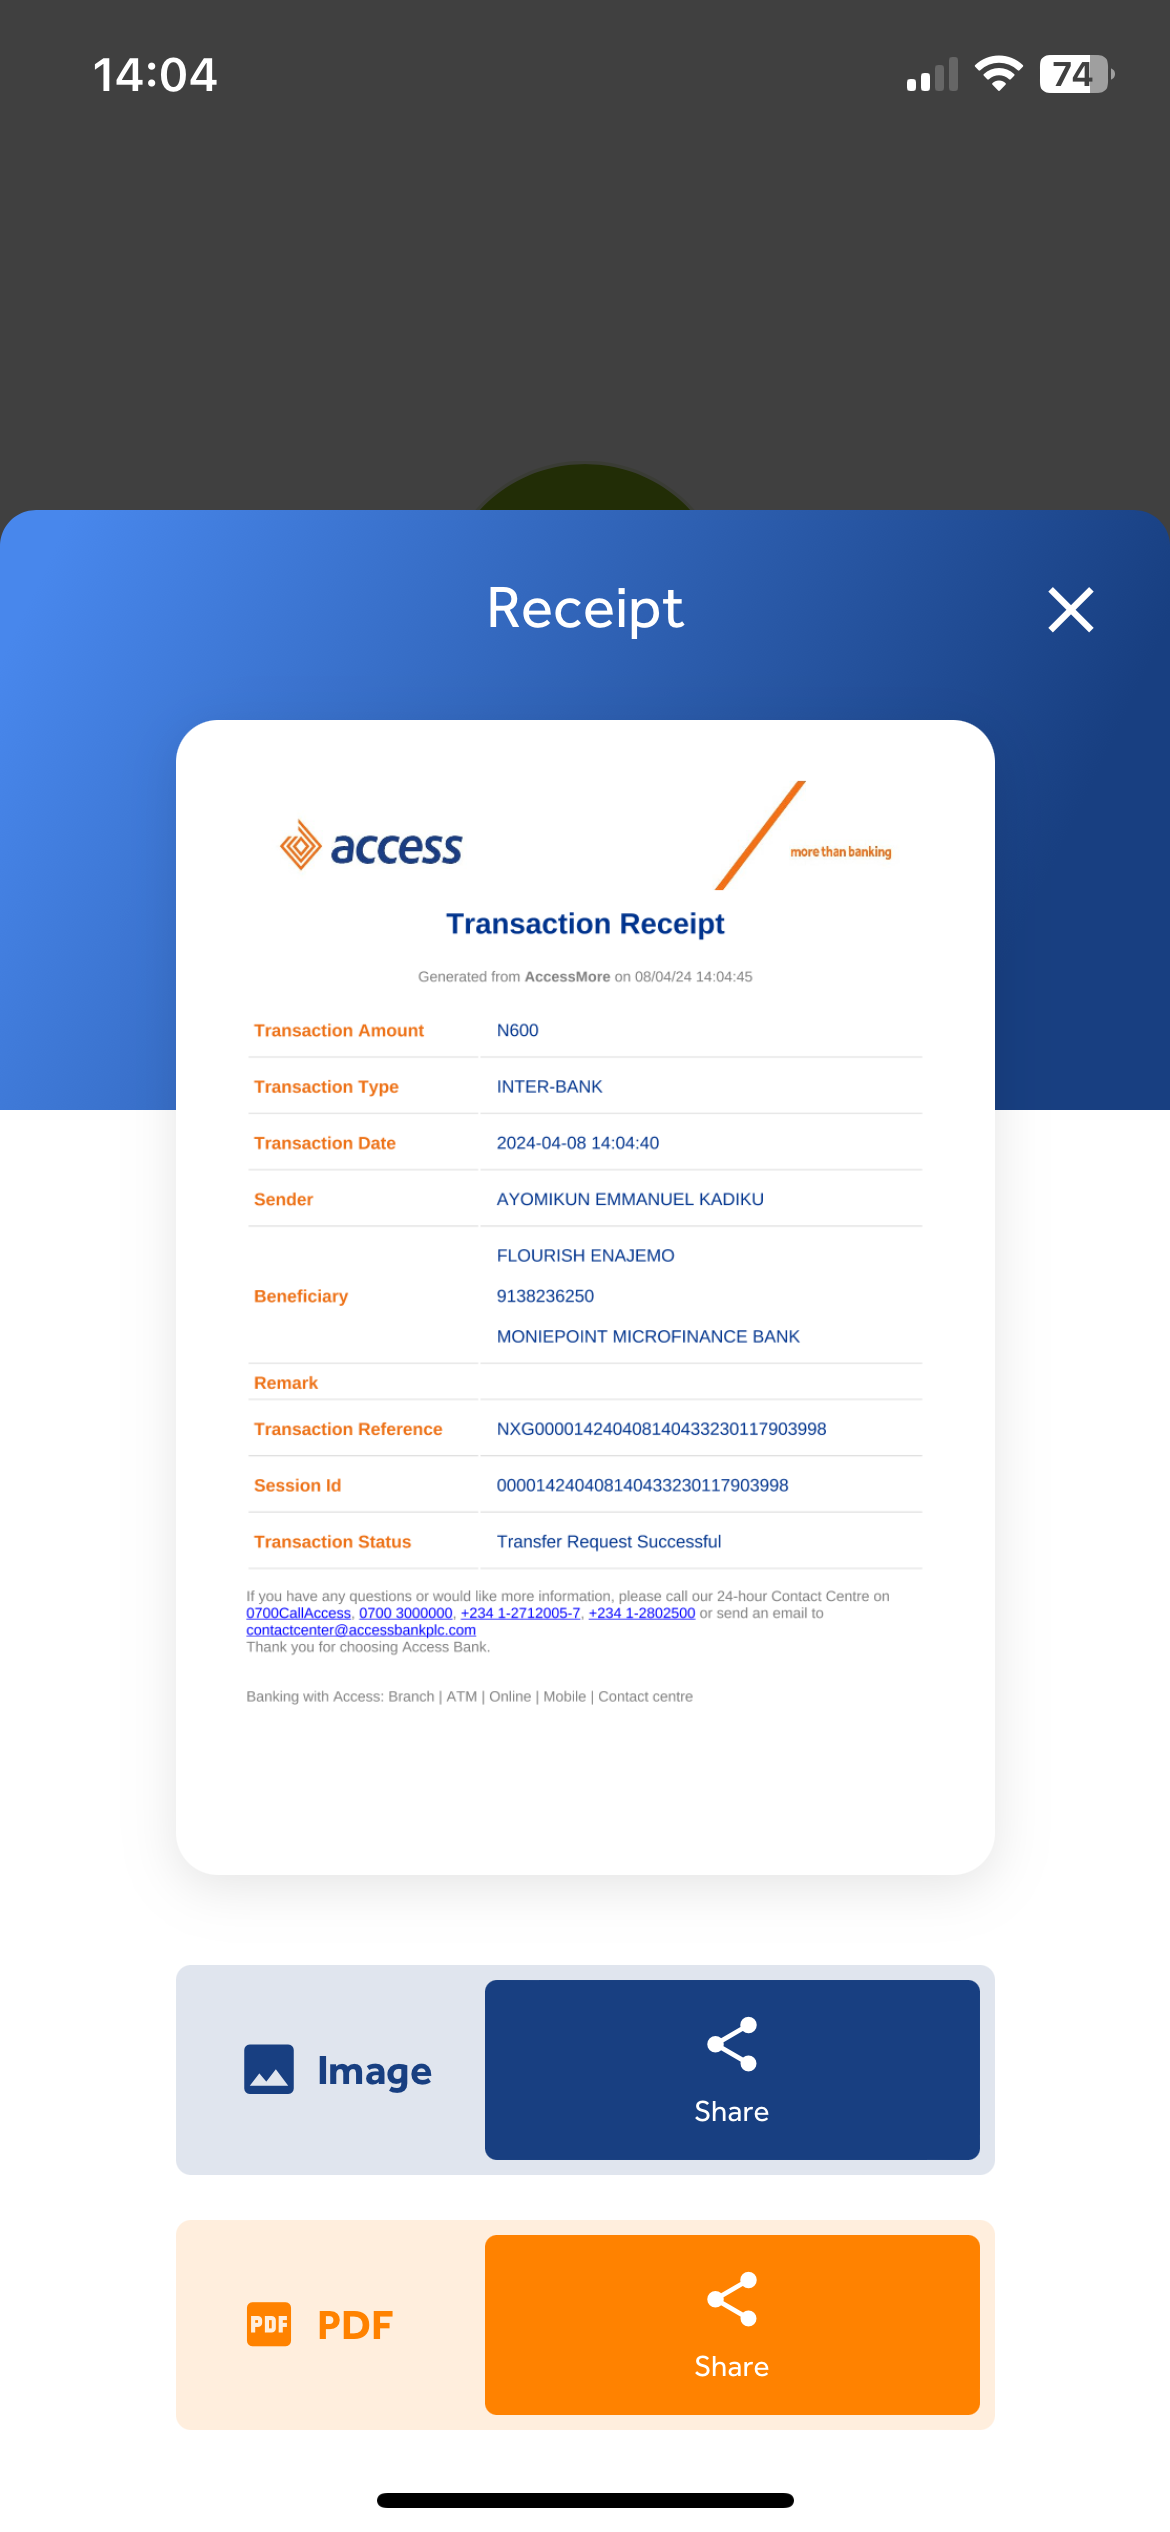 14:04
74
Receipt
access
more than banking
Transaction Receipt
Generated from AccessMore on 08/04/24 14:04:45
Transaction Amount N600
Transaction Type INTER-BANK
Transaction Date 2024-04-08 14:04:40
Sender AYOMIKUN EMMANUEL KADIKU
Beneficiary FLOURISH ENAJEMO
9138236250
MONIEPOINT MICROFINANCE BANK
Remark
Transaction Reference NXG000014240408140433230117903998
Session Id 000014240408140433230117903998
Transaction Status Transfer Request Successful
If you have any questions or would like more information, please call our 24-hour Contact Centre on
0700CallAccess, 0700 3000000, +234 1-2712005-7, +234 1-2802500 or send an email to
contactcenter@accessbankplc.com
Thank you for choosing Access Bank.
Banking with Access: Branch | ATM | Online | Mobile | Contact centre
Image
Share
PDF
PDF
Share